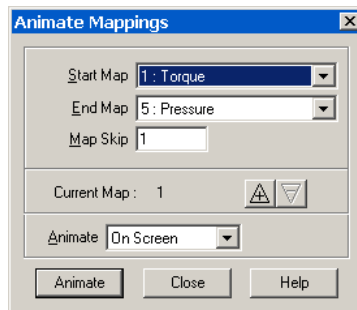 Animate Mappings
Start Map 1 : Torque
End Map 5 : Pressure
Map Skip 1
Current Map : 1
Animate On Screen
Animate Close Help